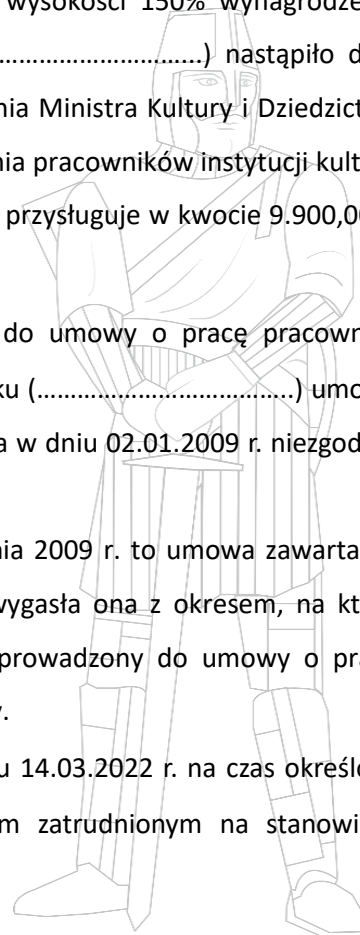 wysokości 150% wynagrodze
……………………………..) nastąpiło d
nia Ministra Kultury i Dziedzict
nia pracowników instytucji kult
przysługuje w kwocie 9.900,0
do umowy o pracę pracown
ku (……………………………..) umo
a w dniu 02.01.2009 r. niezgod
nia 2009 r. to umowa zawarta
wygasła ona z okresem, na kt
prowadzony do umowy o pra
y.
u 14.03.2022 r. na czas określo
m zatrudnionym na stanowi